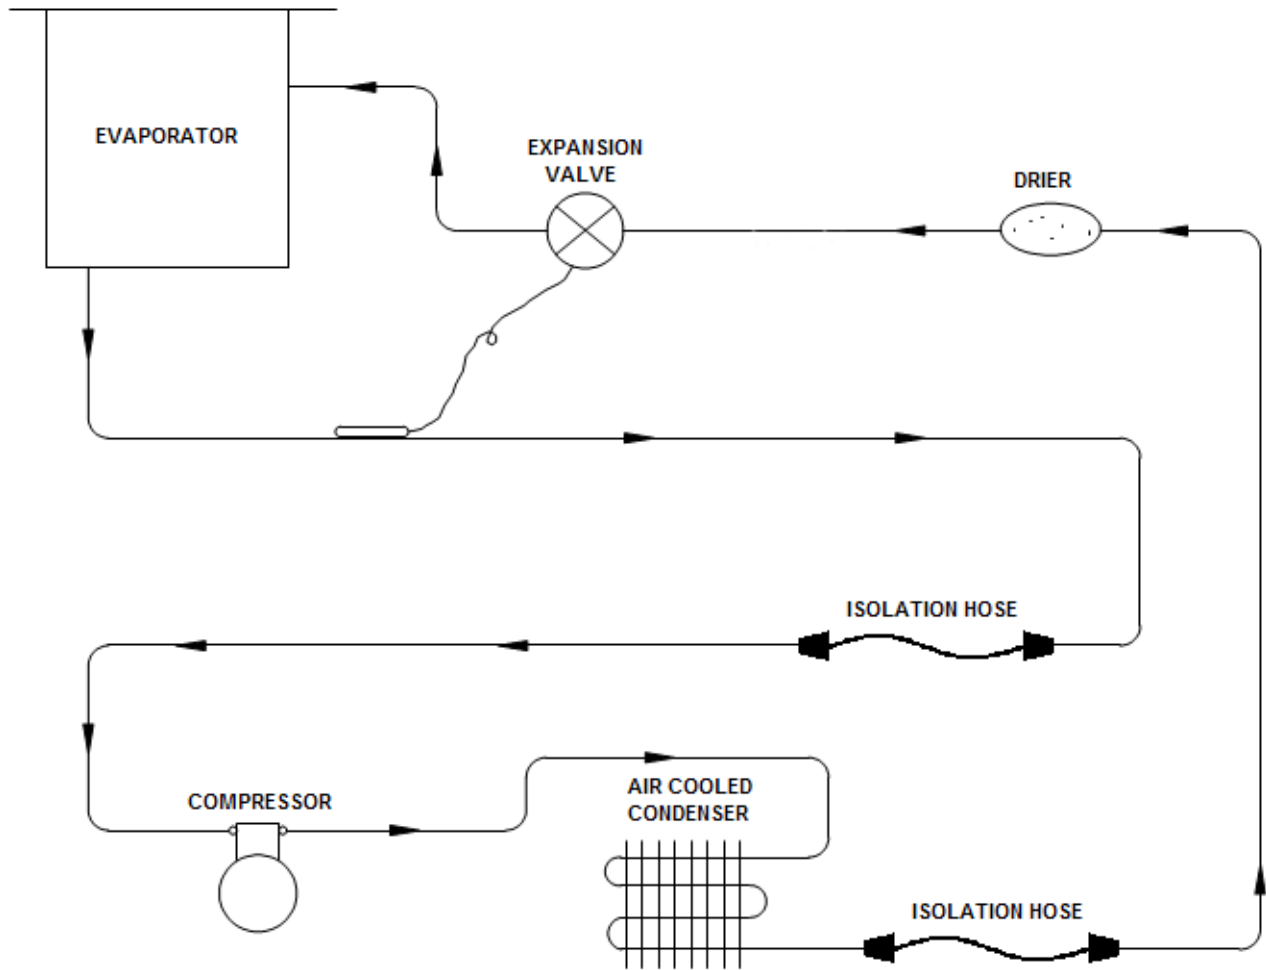 EVAPORATOR
EXPANSION
VALVE
DRIER
ISOLATION HOSE
COMPRESSOR
AIR COOLED
CONDENSER
ISOLATION HOSE